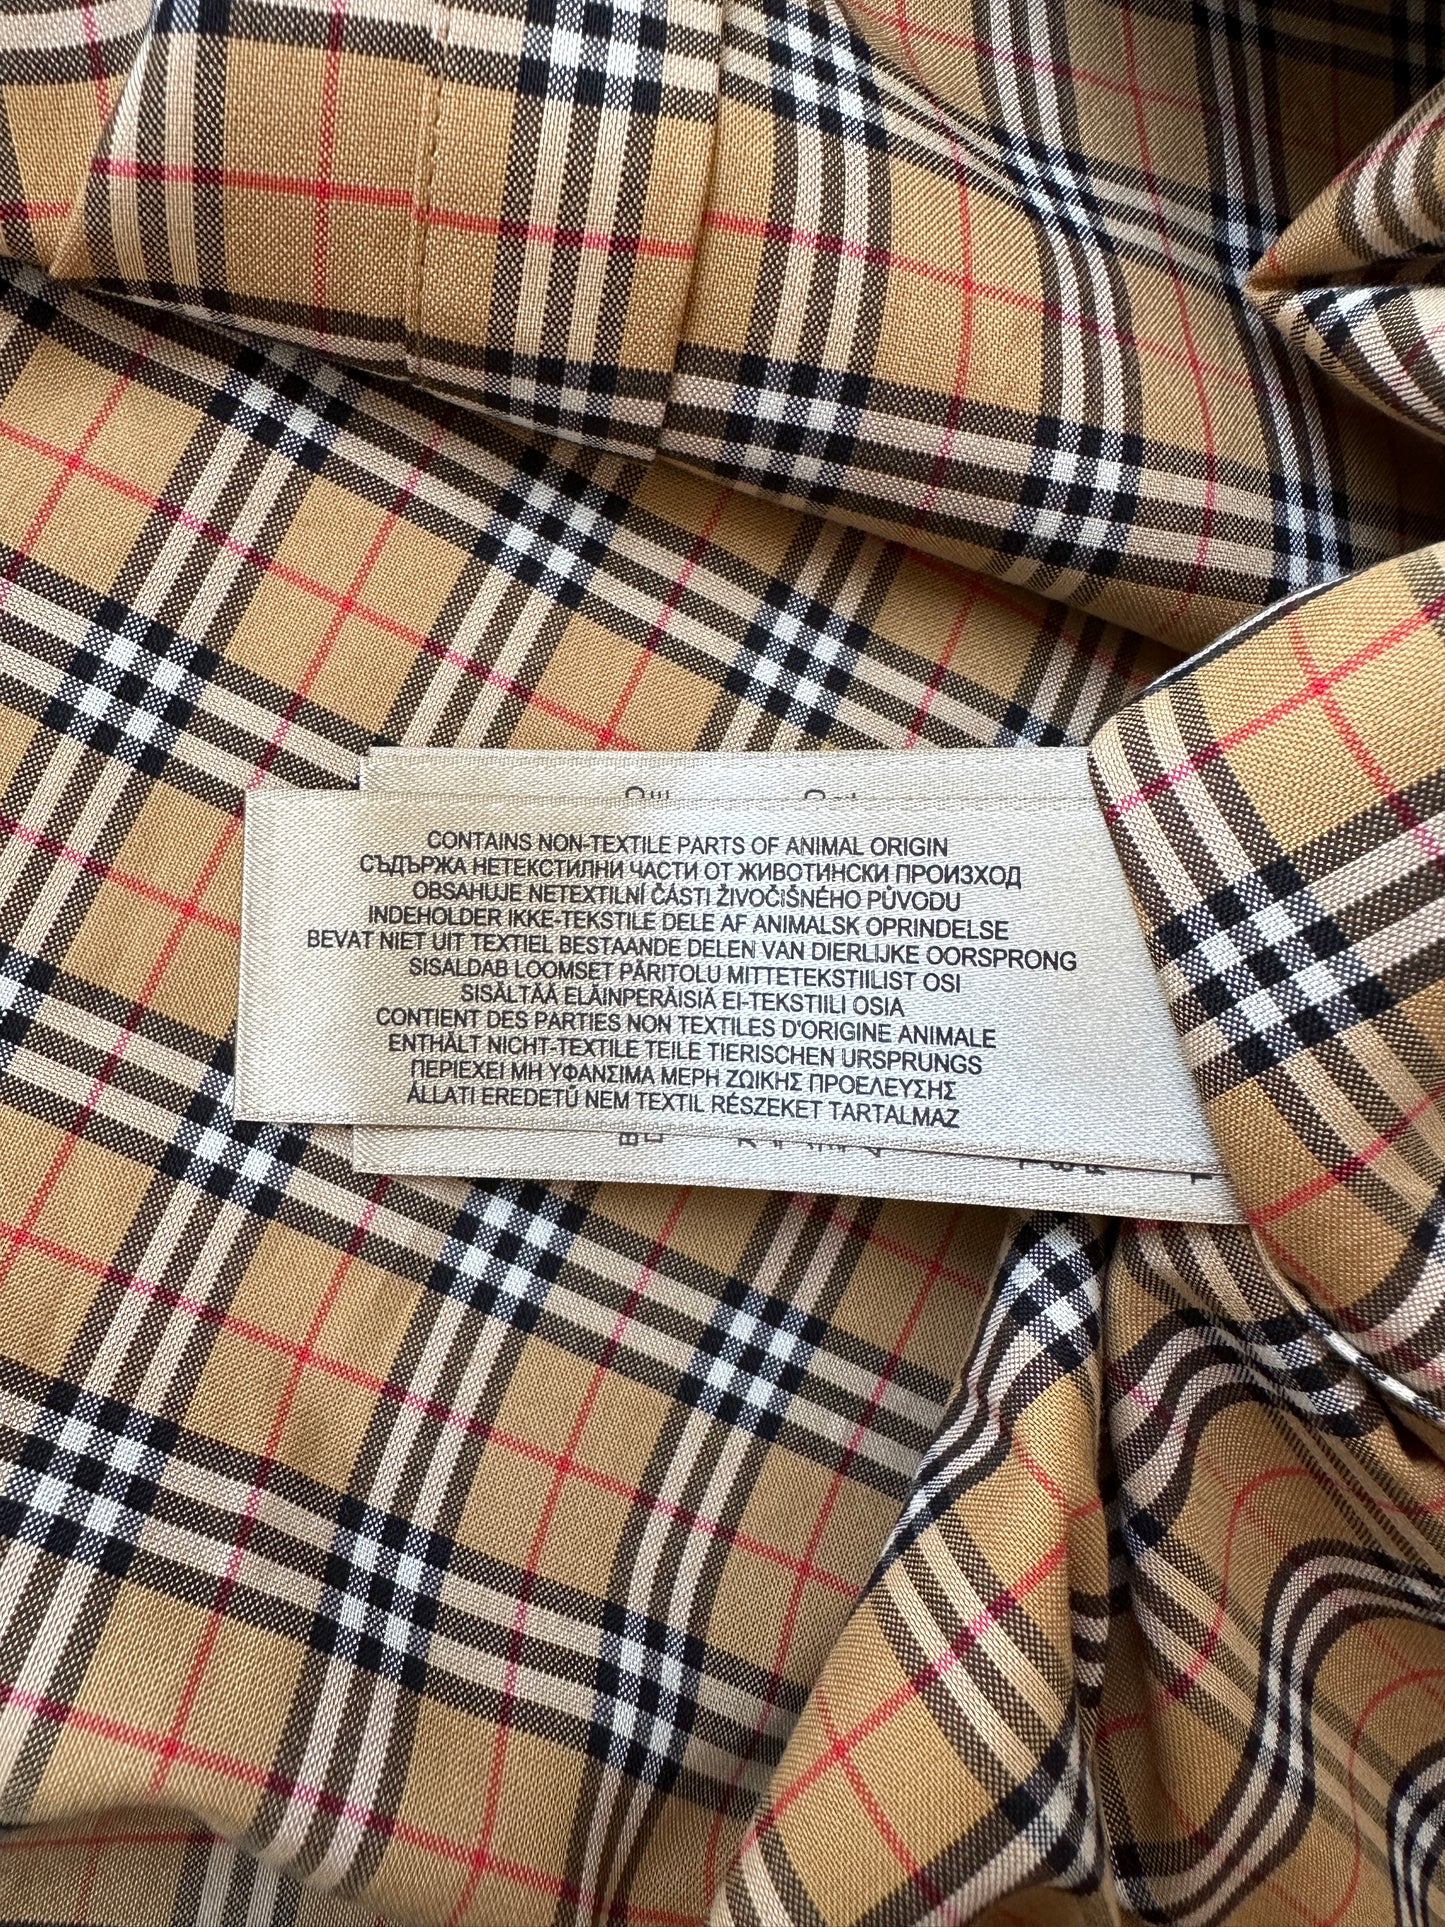 CONTAINS NON-TEXTILE PARTS OF ANIMAL ORIGIN
СЪДЪРЖА НЕТЕКСТИЛНИ ЧАСТИ ОТ ЖИВОТИНСКИ ПРОИЗХОД
OBSAHUJE NETEXTILNÍ ČÁSTI ŽIVOČIŠNÉHO PŮVODU
INDEHOLDER IKKE-TEKSTILE DELE AF ANIMALSK OPRINDELSE
BEVAT NIET UIT TEXTIEL BESTAANDE DELEN VAN DIERLIJKE OORSPRONG
SISALDAB LOOMSET PÄRITOLU MITTETEKSTIILIST OSI
SISÄLTÄÄ ELÄINPERÄISIÄ EI-TEKSTIILI OSIA
CONTIENT DES PARTIES NON TEXTILES D'ORIGINE ANIMALE
ENTHÄLT NICHT-TEXTILE TEILE TIERISCHEN URSPRUNGS
ΠΕΡΙΕΧΕΙ ΜΗ ΥΦΑΝΣΙΜΑ ΜΕΡΗ ΖΩΙΚΗΣ ΠΡΟΕΛΕΥΣΗΣ
ÁLLATI EREDETŰ NEM TEXTIL RÉSZEKET TARTALMAZ